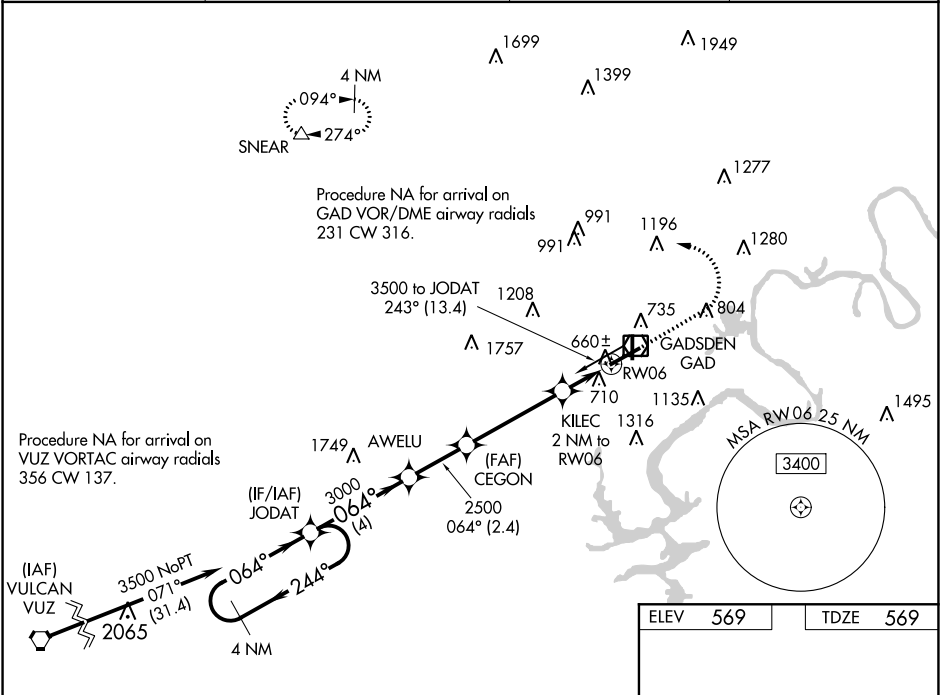 1699
1949
1399
4 NM
094°
274°
SNEAR
1277
Procedure NA for arrival on
GAD VOR/DME airway radials
231 CW 316.
991
991
1196
1280
3500 to JODAT
243° (13.4)
1208
735
804
1757
660±
GADSDEN
GAD
RW06
710
1135
1495
KILEC
2 NM to
RW06
1316
MSA RW06 25 NM
3400
Procedure NA for arrival on
VUZ VORTAC airway radials
356 CW 137.
1749
AWELU
(FAF)
CEGON
(IF/IAF)
JODAT
3000
064°
(4)
2500
064° (2.4)
(IAF)
VULCAN
VUZ
3500 NoPT
071°
(31.4)
064°
244°
2065
4 NM
ELEV 569
TDZE 569